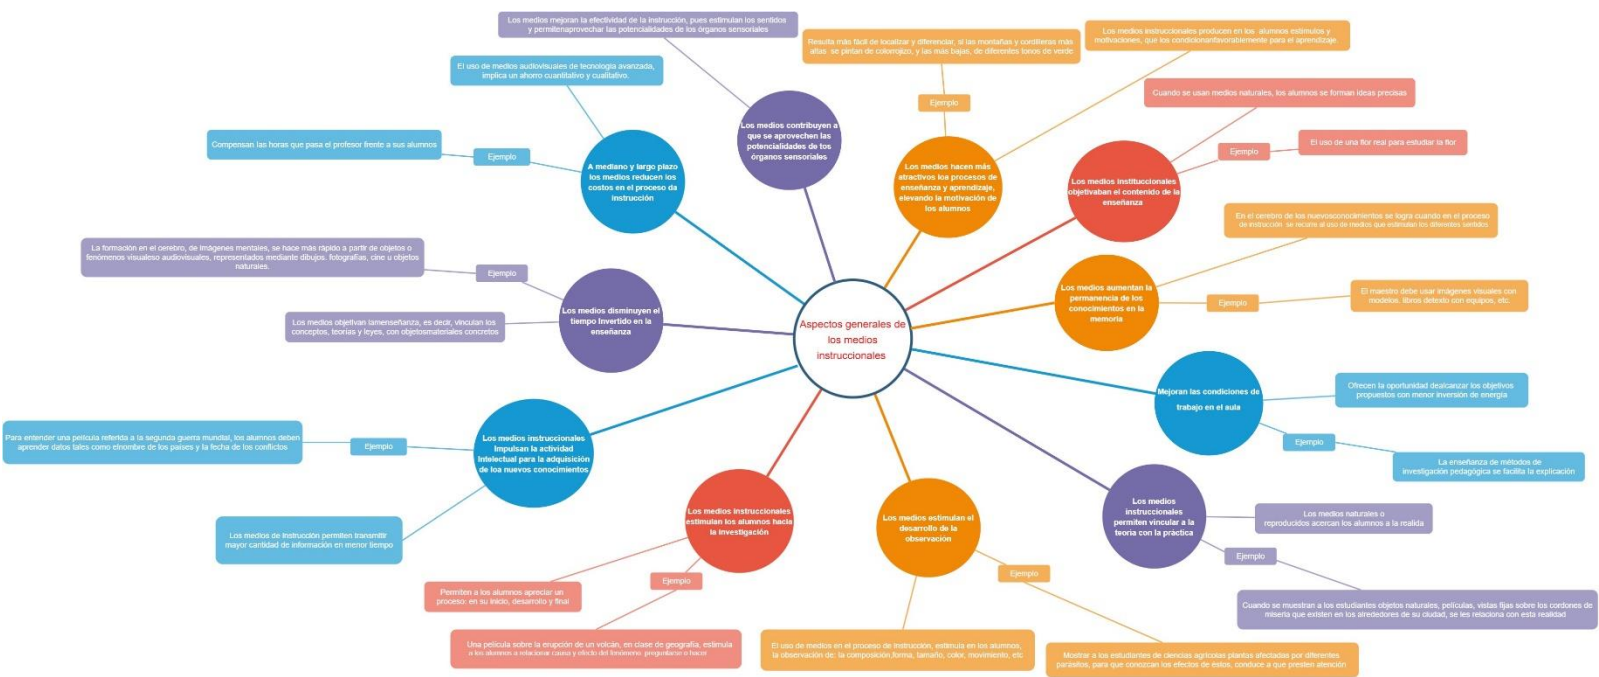 Aspectos generales de
los medios
instruccionales
Los medios contribuyen a
que se aprovechen las
potencialidades de tos
órganos sensoriales
Los medios mejoran la efectividad de la instrucción, pues estimulan los sentidos
y permitenaprovechar las potencialidades de los órganos sensoriales
Los medios hacen más
atractivos loa procesos de
enseñanza y aprendizaje,
elevando la motivación de
los alumnos
Resulta más fácil de localizar y diferenciar, si las montañas y cordilleras más
altas se pintan de colorrojizo, y las más bajas, de diferentes tonos de verde
Ejemplo
Los medios instruccionales producen en los alumnos estímulos y
motivaciones, que los condicionanfavorablemente para el aprendizaje.
Los medios instituccionales
objetivaban el contenido de la
enseñanza
Cuando se usan medios naturales, los alumnos se forman ideas precisas
Ejemplo
El uso de una flor real para estudiar la flor
Los medios aumentan la
permanencia de los
conocimientos en la
memoria
En el cerebro de los nuevosconocimientos se logra cuando en el proceso
de instrucción se recurre al uso de medios que estimulan los diferentes sentidos
Ejemplo
El maestro debe usar imágenes visuales con
modelos. libros detexto con equipos, etc.
Mejoran las condiciones de
trabajo en el aula
Ofrecen la oportunidad dealcanzar los objetivos
propuestos con menor inversión de energía
Ejemplo
La enseñanza de métodos de
investigación pedagógica se facilita la explicación
Los medios
instruccionales
permiten vincular a la
teoría con la práctica
Los medios naturales o
reproducidos acercan los alumnos a la realida
Ejemplo
Cuando se muestran a los estudiantes objetos naturales, películas, vistas fijas sobre los cordones de
miseria que existen en los alrededores de su ciudad, se les relaciona con esta realidad
Los medios estimulan el
desarrollo de la
observación
Ejemplo
Mostrar a los estudiantes de ciencias agrícolas plantas afectadas por diferentes
parásitos, para que conozcan los efectos de éstos, conduce a que presten atención
El uso de medios en el proceso de instrucción, estimula en los alumnos,
la observación de: la composición,forma, tamaño, color, movimiento, etc
Los medios instruccionales
estimulan los alumnos hacia
la investigación
Permiten a los alumnos apreciar un
proceso: en su inicio, desarrollo y final
Ejemplo
Una película sobre la erupción de un volcán, en clase de geografía, estimula
a los alumnos a relacionar causa y efecto del fenómeno preguntarse o hacer
Los medios instruccionales
Impulsan la actividad
Intelectual para la adquisición
de loa nuevos conocimientos
Ejemplo
Para entender una película referida a la segunda guerra mundial, los alumnos deben
aprender datos tales como elnombre de los países y la fecha de los conflictos
Los medios de instrucción permiten transmitir
mayor cantidad de información en menor tiempo
Los medios disminuyen el
tiempo Invertido en la
enseñanza
Ejemplo
La formación en el cerebro, de imágenes mentales, se hace más rápido a partir de objetos o
fenómenos visualeso audiovisuales, representados mediante dibujos. fotografías, cine u objetos
naturales.
Los medios objetivan lamenseñanza, es decir, vinculan los
conceptos, teorías y leyes, con objetosmateriales concretos
A mediano y largo plazo
los medios reducen los
costos en el proceso da
instrucción
El uso de medios audiovisuales de tecnología avanzada,
implica un ahorro cuantitativo y cualitativo.
Ejemplo
Compensan las horas que pasa el profesor frente a sus alumnos